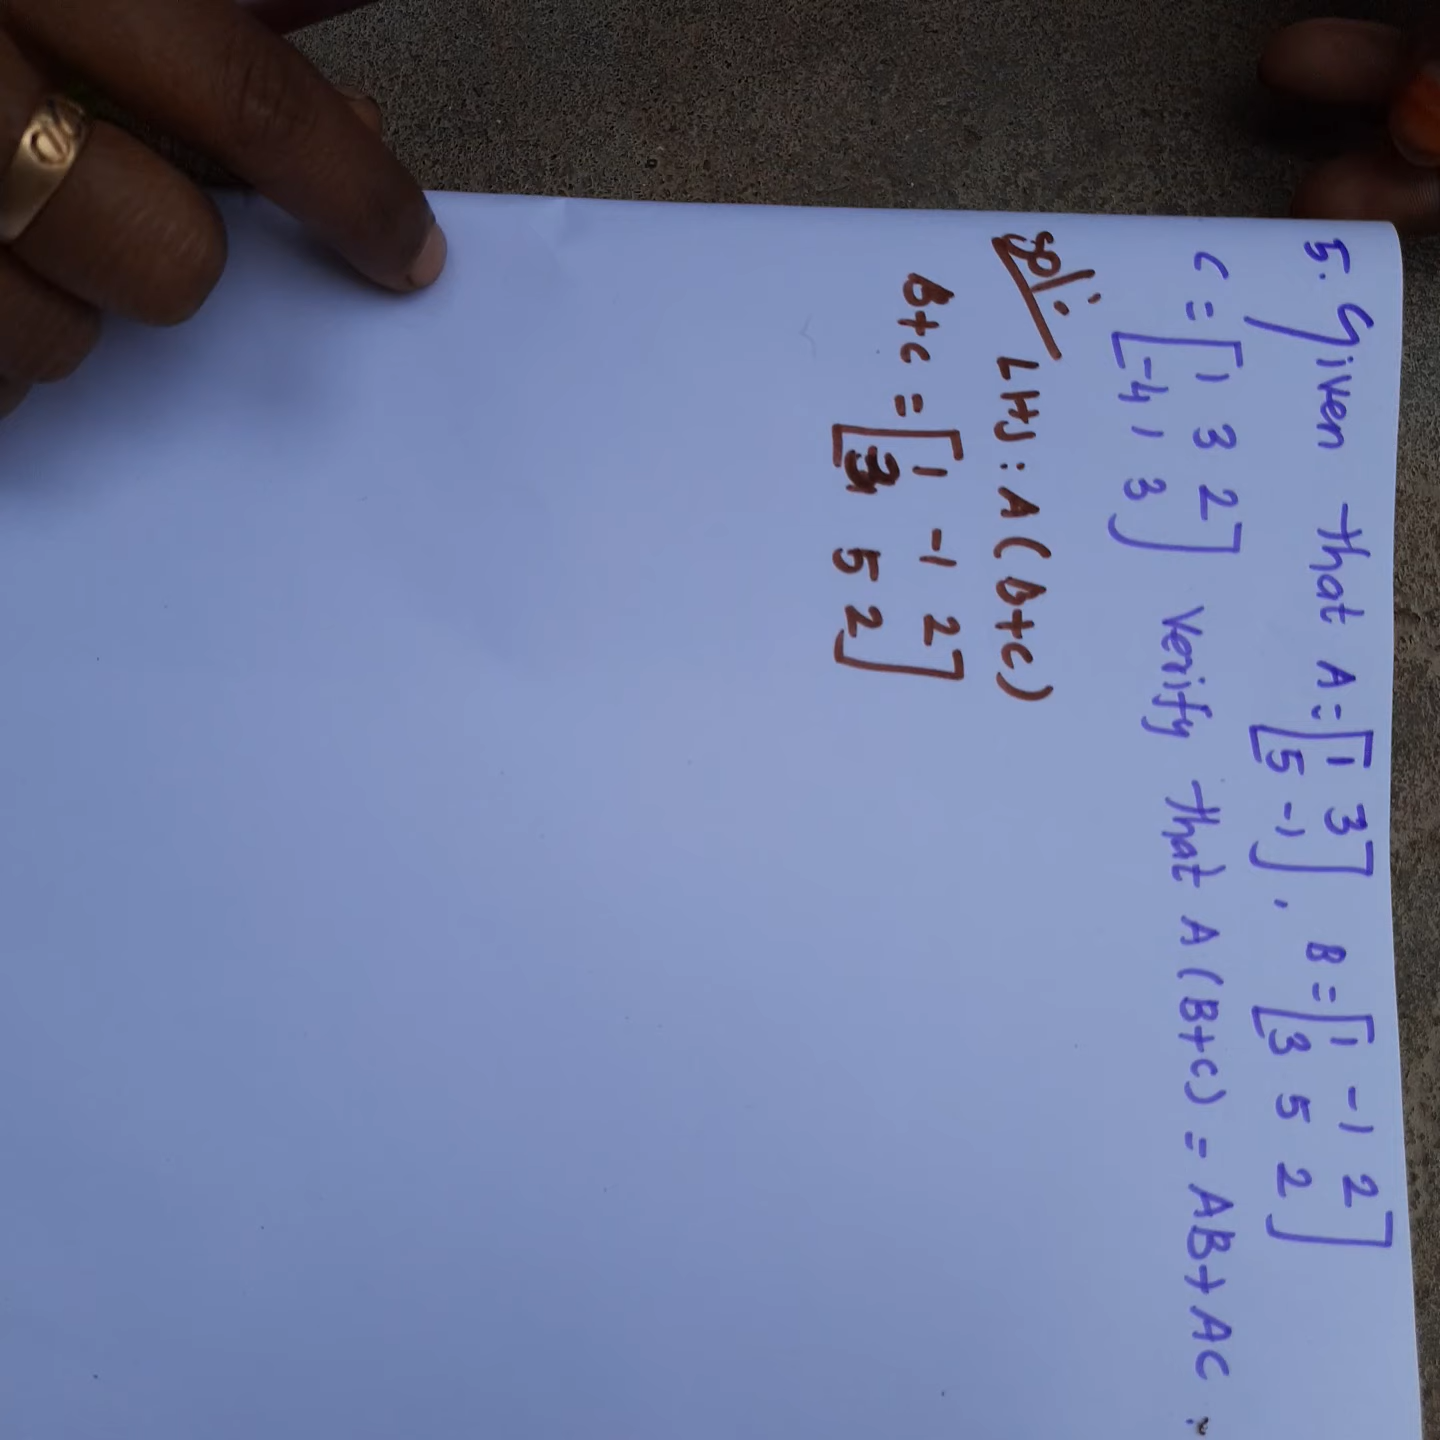 5. Given that A = [1 3
5 -1], B = [1 -1 2
3 5 2]
C = [1 3 2
-4 1 3] Verify that A(B+C) = AB+AC.
Sol:
LHS: A(B+C)
B+C = [1 -1 2
3 5 2]